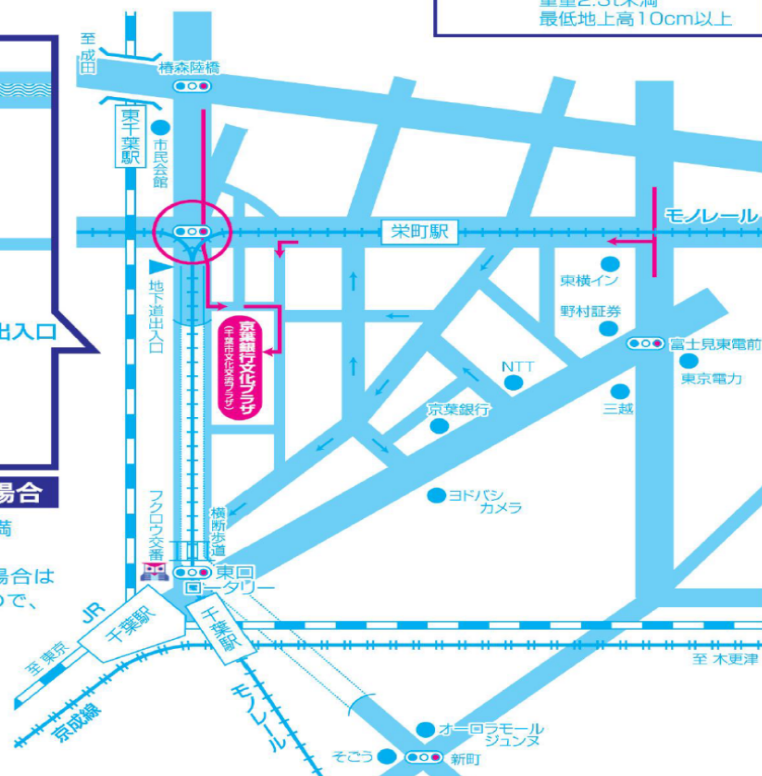 重量2.3t未満
最低地上高10cm以上
至 成田
椿森陸橋
東千葉駅
市民会館
栄町駅
モノレール
東横イン
地下道出入口
野村証券
出入口
京葉銀行文化プラザ
(千葉市文化交流プラザ)
富士見東電前
NTT
東京電力
京葉銀行
三越
場合
ヨドバシ
カメラ
フクロウ交番
横断歩道
満
東口
ロータリー
場合は
ので、
JR
千葉駅
千葉駅
至 東京
至 木更津
京成線
モノレール
オーロラモール
ジュンヌ
そごう
新町